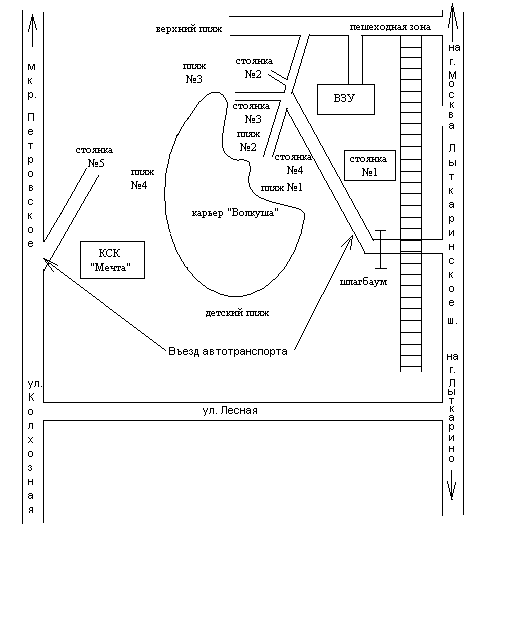 верхний пляж
пешеходная зона
мкр. Петровское
на г. Москва
Лыткаринское ш.
на г. Лыткарино
пляж
№3
стоянка
№2
ВЗУ
стоянка
№3
пляж
№2
стоянка
№5
пляж
№4
стоянка
№4
стоянка
№1
пляж №1
карьер "Волкуша"
КСК
"Мечта"
шлагбаум
детский пляж
Въезд автотранспорта
ул. Колхозная
ул. Лесная